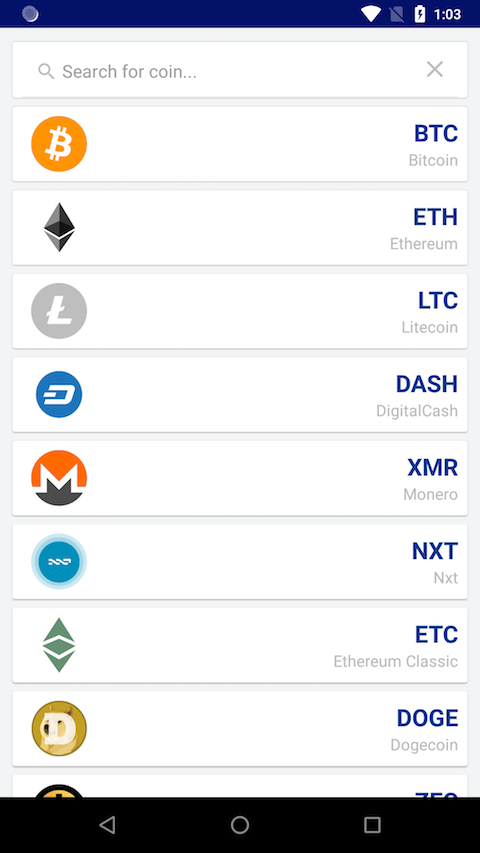 1:03
Search for coin...
BTC
Bitcoin
ETH
Ethereum
LTC
Litecoin
DASH
DigitalCash
XMR
Monero
NXT
Nxt
ETC
Ethereum Classic
DOGE
Dogecoin
ZEC